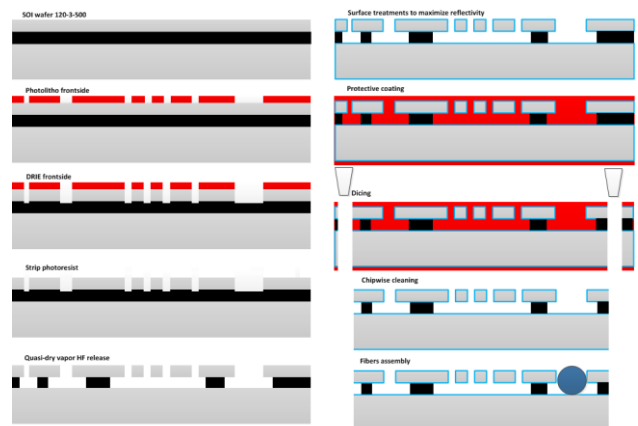 SOI wafer 120-3-500
Photolitho frontside
DRIE frontside
Strip photoresist
Quasi-dry vapor HF release
Surface treatments to maximize reflectivity
Protective coating
Dicing
Chipwise cleaning
Fibers assembly